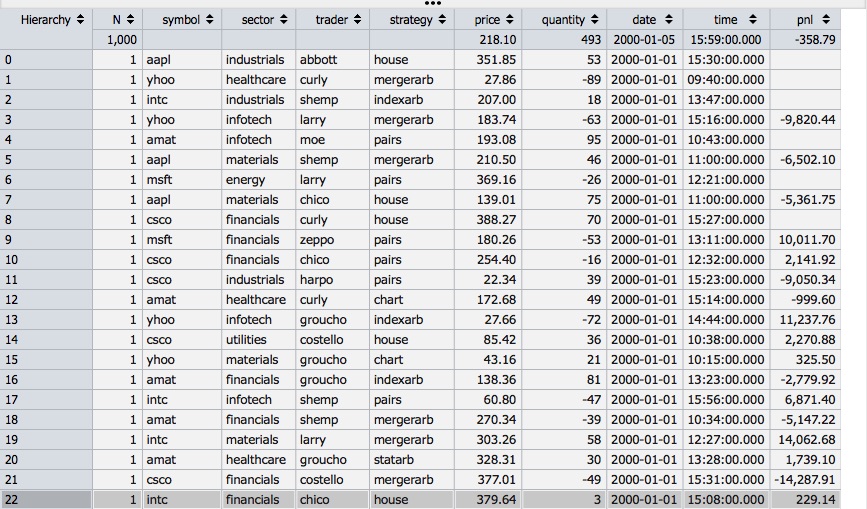 Hierarchy N symbol sector trader strategy price quantity date time pnl
1,000 218.10 493 2000-01-05 15:59:00.000 -358.79
0 1 aapl industrials abbott house 351.85 53 2000-01-01 15:30:00.000
1 1 yhoo healthcare curly mergerarb 27.86 -89 2000-01-01 09:40:00.000
2 1 intc industrials shemp indexarb 207.00 18 2000-01-01 13:47:00.000
3 1 yhoo infotech larry mergerarb 183.74 -63 2000-01-01 15:16:00.000 -9,820.44
4 1 amat infotech moe pairs 193.08 95 2000-01-01 10:43:00.000
5 1 aapl materials shemp mergerarb 210.50 46 2000-01-01 11:00:00.000 -6,502.10
6 1 msft energy larry pairs 369.16 -26 2000-01-01 12:21:00.000
7 1 aapl materials chico house 139.01 75 2000-01-01 11:00:00.000 -5,361.75
8 1 csco financials curly house 388.27 70 2000-01-01 15:27:00.000
9 1 msft financials zeppo pairs 180.26 -53 2000-01-01 13:11:00.000 10,011.70
10 1 csco financials chico pairs 254.40 -16 2000-01-01 12:32:00.000 2,141.92
11 1 csco industrials harpo pairs 22.34 39 2000-01-01 15:23:00.000 -9,050.34
12 1 amat healthcare curly chart 172.68 49 2000-01-01 15:14:00.000 -999.60
13 1 yhoo infotech groucho indexarb 27.66 -72 2000-01-01 14:44:00.000 11,237.76
14 1 csco utilities costello house 85.42 36 2000-01-01 10:38:00.000 2,270.88
15 1 yhoo materials groucho chart 43.16 21 2000-01-01 10:15:00.000 325.50
16 1 amat financials groucho indexarb 138.36 81 2000-01-01 13:23:00.000 -2,779.92
17 1 intc infotech shemp pairs 60.80 -47 2000-01-01 15:56:00.000 6,871.40
18 1 amat financials shemp mergerarb 270.34 -39 2000-01-01 10:34:00.000 -5,147.22
19 1 intc materials larry mergerarb 303.26 58 2000-01-01 12:27:00.000 14,062.68
20 1 amat healthcare groucho statarb 328.31 30 2000-01-01 13:28:00.000 1,739.10
21 1 csco financials costello mergerarb 377.01 -49 2000-01-01 15:31:00.000 -14,287.91
22 1 intc financials chico house 379.64 3 2000-01-01 15:08:00.000 229.14